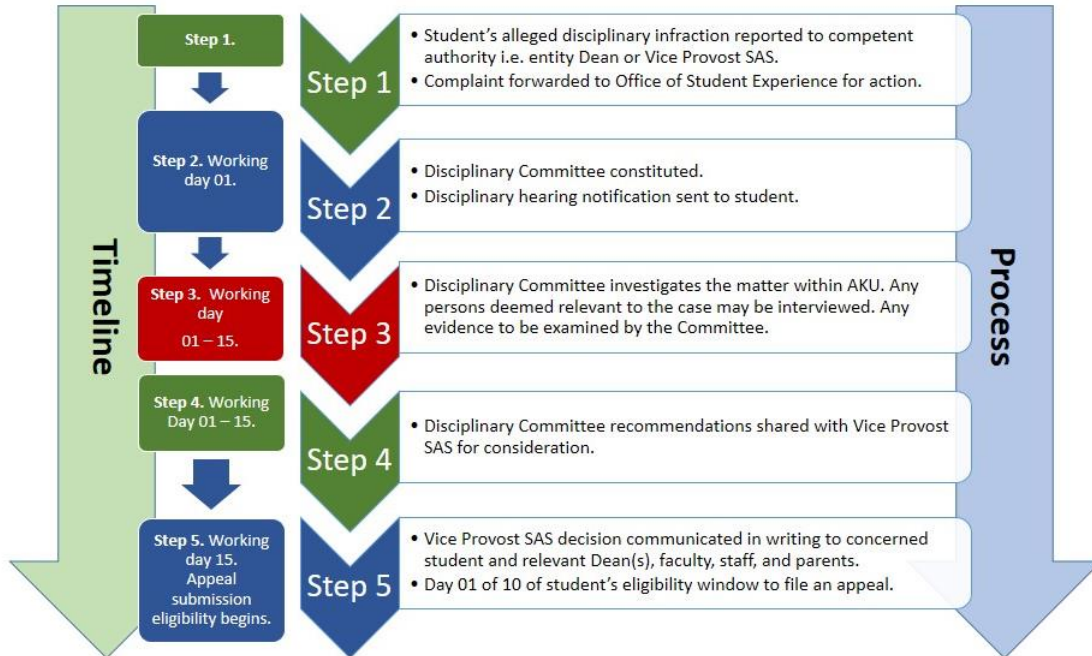 Timeline
Process
Step 1.
Step 1
• Student’s alleged disciplinary infraction reported to competent
authority i.e. entity Dean or Vice Provost SAS.
• Complaint forwarded to Office of Student Experience for action.
Step 2. Working
day 01.
Step 2
• Disciplinary Committee constituted.
• Disciplinary hearing notification sent to student.
Step 3. Working
day
01 – 15.
Step 3
• Disciplinary Committee investigates the matter within AKU. Any
persons deemed relevant to the case may be interviewed. Any
evidence to be examined by the Committee.
Step 4. Working
Day 01 – 15.
Step 4
• Disciplinary Committee recommendations shared with Vice Provost
SAS for consideration.
Step 5. Working
day 15.
Appeal
submission
eligibility begins.
Step 5
• Vice Provost SAS decision communicated in writing to concerned
student and relevant Dean(s), faculty, staff, and parents.
• Day 01 of 10 of student’s eligibility window to file an appeal.